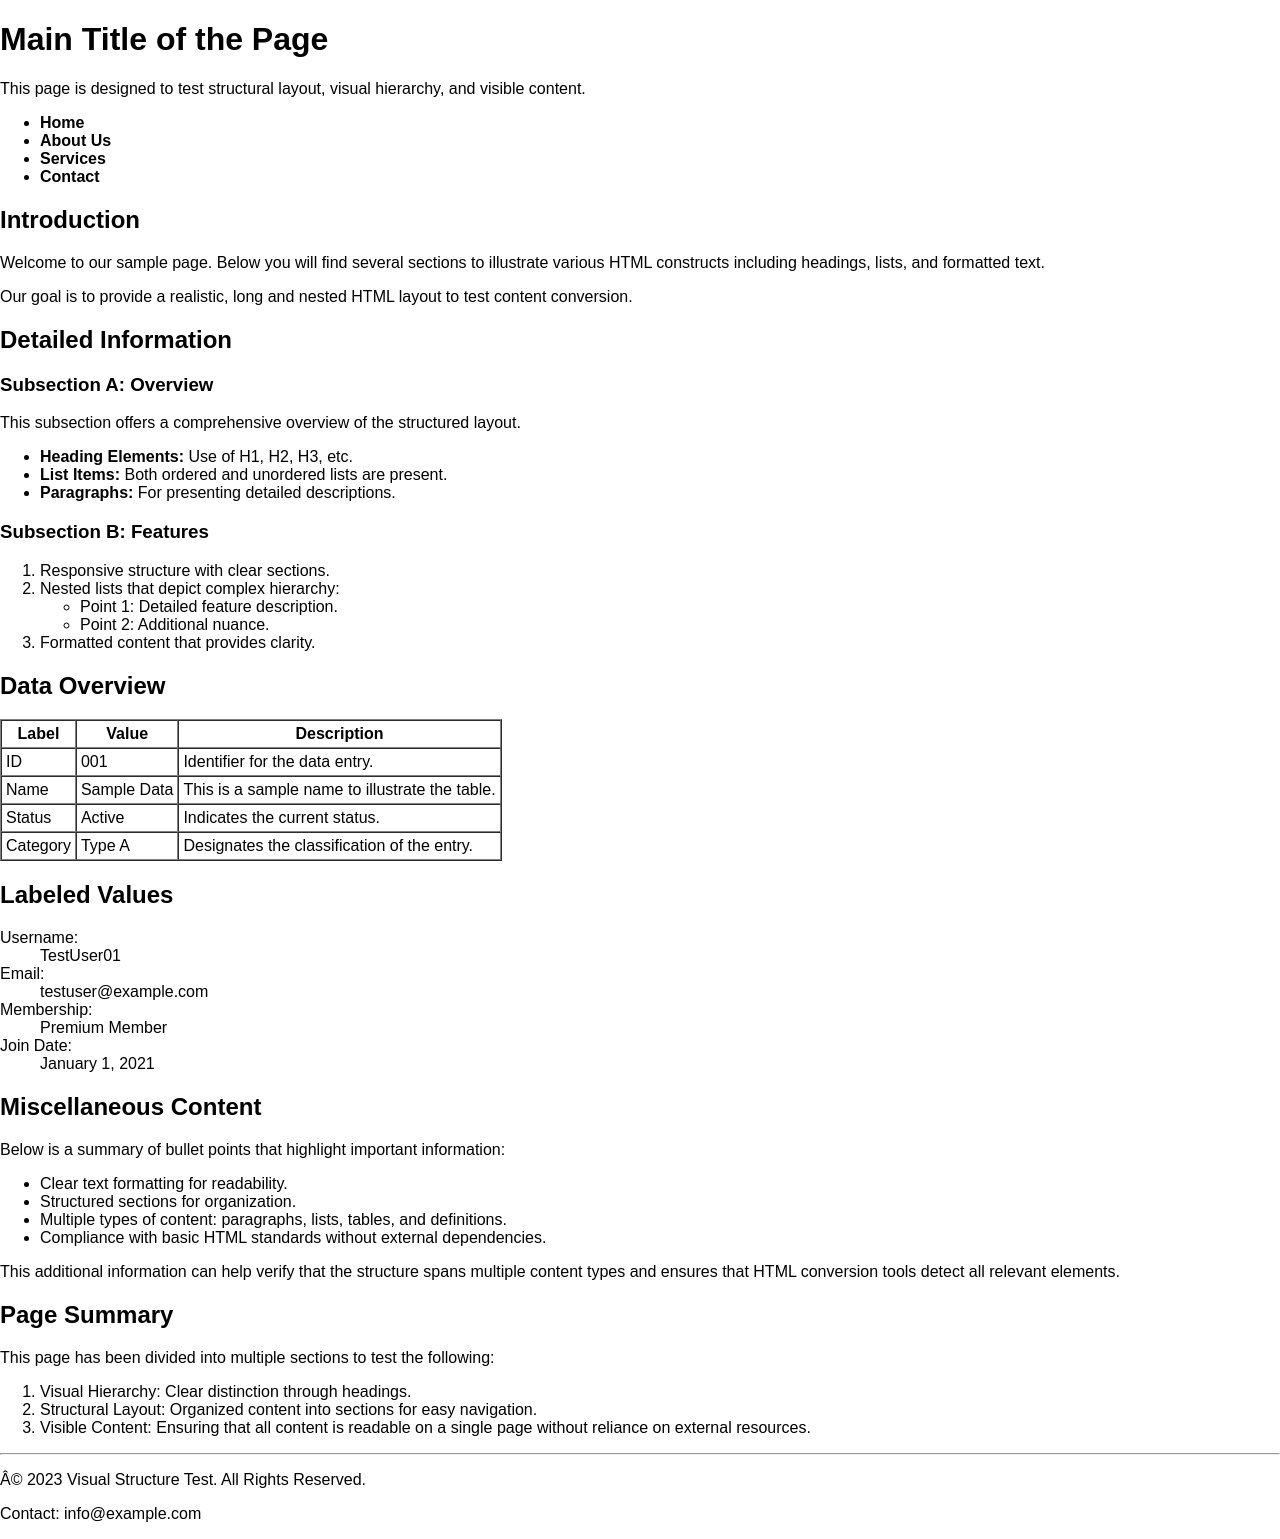 Main Title of the Page
This page is designed to test structural layout, visual hierarchy, and visible content.
• Home
• About Us
• Services
• Contact
Introduction
Welcome to our sample page. Below you will find several sections to illustrate various HTML constructs including headings, lists, and formatted text.
Our goal is to provide a realistic, long and nested HTML layout to test content conversion.
Detailed Information
Subsection A: Overview
This subsection offers a comprehensive overview of the structured layout.
• Heading Elements: Use of H1, H2, H3, etc.
• List Items: Both ordered and unordered lists are present.
• Paragraphs: For presenting detailed descriptions.
Subsection B: Features
1. Responsive structure with clear sections.
2. Nested lists that depict complex hierarchy:
◦ Point 1: Detailed feature description.
◦ Point 2: Additional nuance.
3. Formatted content that provides clarity.
Data Overview
Label Value Description
ID 001 Identifier for the data entry.
Name Sample Data This is a sample name to illustrate the table.
Status Active Indicates the current status.
Category Type A Designates the classification of the entry.
Labeled Values
Username:
TestUser01
Email:
testuser@example.com
Membership:
Premium Member
Join Date:
January 1, 2021
Miscellaneous Content
Below is a summary of bullet points that highlight important information:
• Clear text formatting for readability.
• Structured sections for organization.
• Multiple types of content: paragraphs, lists, tables, and definitions.
• Compliance with basic HTML standards without external dependencies.
This additional information can help verify that the structure spans multiple content types and ensures that HTML conversion tools detect all relevant elements.
Page Summary
This page has been divided into multiple sections to test the following:
1. Visual Hierarchy: Clear distinction through headings.
2. Structural Layout: Organized content into sections for easy navigation.
3. Visible Content: Ensuring that all content is readable on a single page without reliance on external resources.
Â© 2023 Visual Structure Test. All Rights Reserved.
Contact: info@example.com